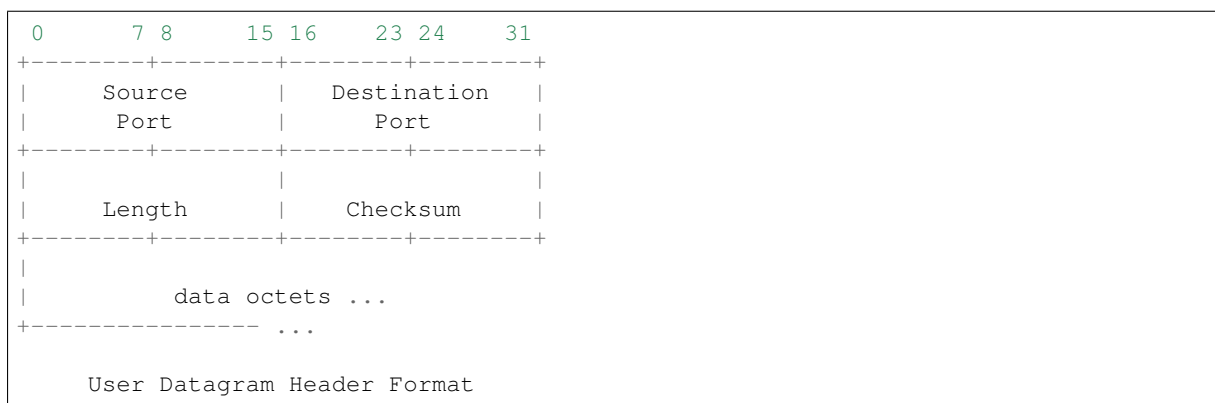 0      7 8     15 16    23 24    31
+--------+--------+--------+--------+
|     Source      |   Destination   |
|      Port       |      Port       |
+--------+--------+--------+--------+
|                 |                 |
|     Length      |    Checksum     |
+--------+--------+--------+--------+
|
|          data octets ...
+---------------- ...
User Datagram Header Format